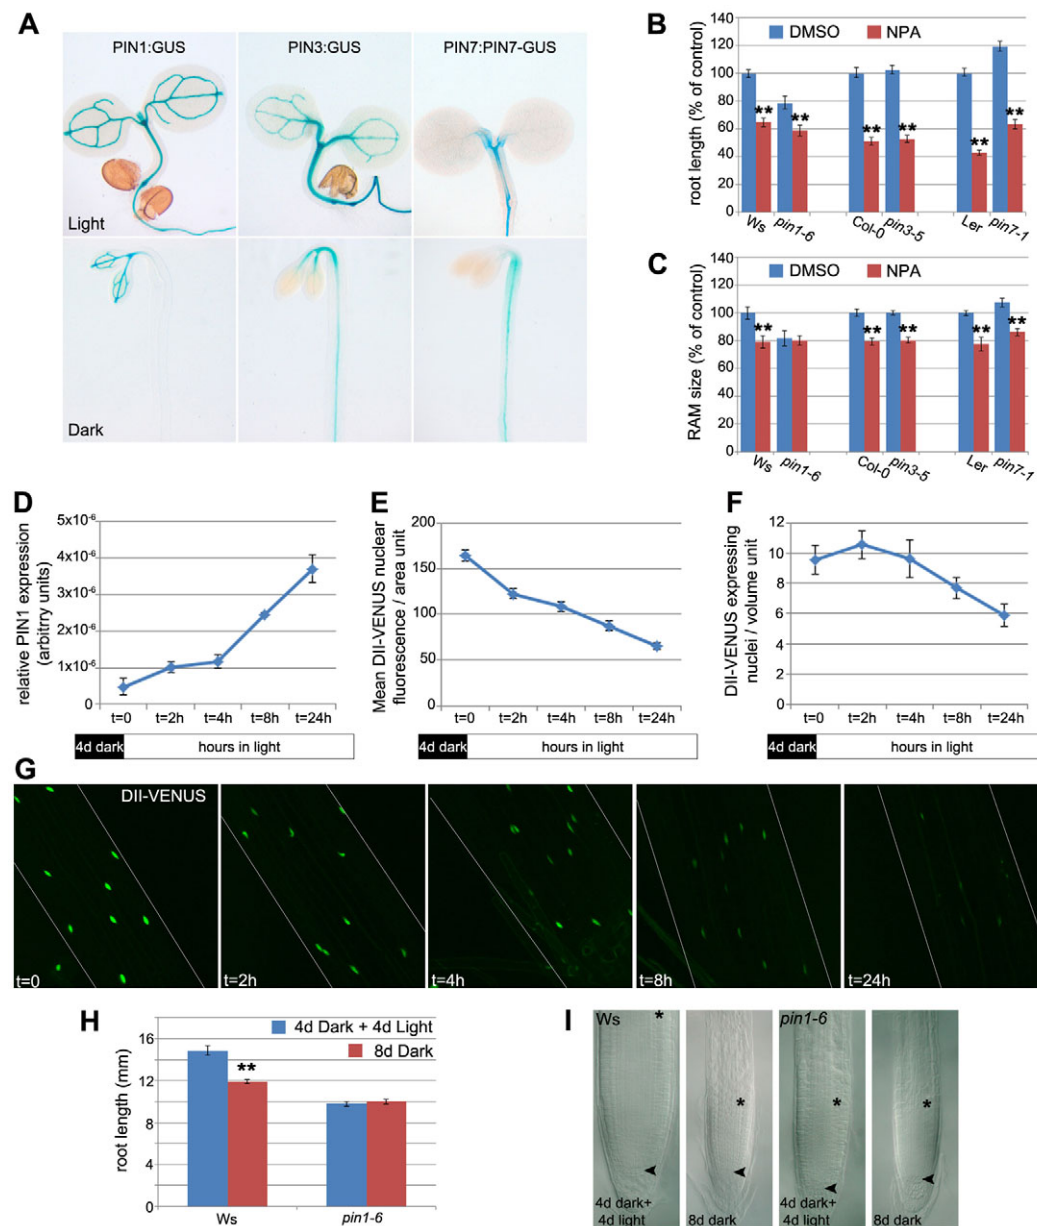 A
PIN1:GUS
PIN3:GUS
PIN7:PIN7-GUS
Light
Dark
B
DMSO
NPA
root length (% of control)
140
120
100
80
60
40
20
0
**
**
**
**
**
**
Ws
pin1-6
Col-0
pin3-5
Ler
pin7-1
C
DMSO
NPA
RAM size (% of control)
140
120
100
80
60
40
20
0
**
**
**
**
**
Ws
pin1-6
Col-0
pin3-5
Ler
pin7-1
D
relative PIN1 expression
(arbitrry units)
5x10-6
4x10-6
3x10-6
2x10-6
1x10-6
0
t=0
t=2h
t=4h
t=8h
t=24h
4d dark
hours in light
E
Mean DII-VENUS nuclear
fluorescence / area unit
200
150
100
50
0
t=0
t=2h
t=4h
t=8h
t=24h
4d dark
hours in light
F
DII-VENUS expressing
nuclei / volume unit
12
10
8
6
4
2
0
t=0
t=2h
t=4h
t=8h
t=24h
4d dark
hours in light
G
DII-VENUS
t=0
t=2h
t=4h
t=8h
t=24h
H
4d Dark + 4d Light
8d Dark
root length (mm)
16
12
8
4
0
**
Ws
pin1-6
I
Ws
*
4d dark+
4d light
*
8d dark
pin1-6
*
4d dark+
4d light
*
8d dark